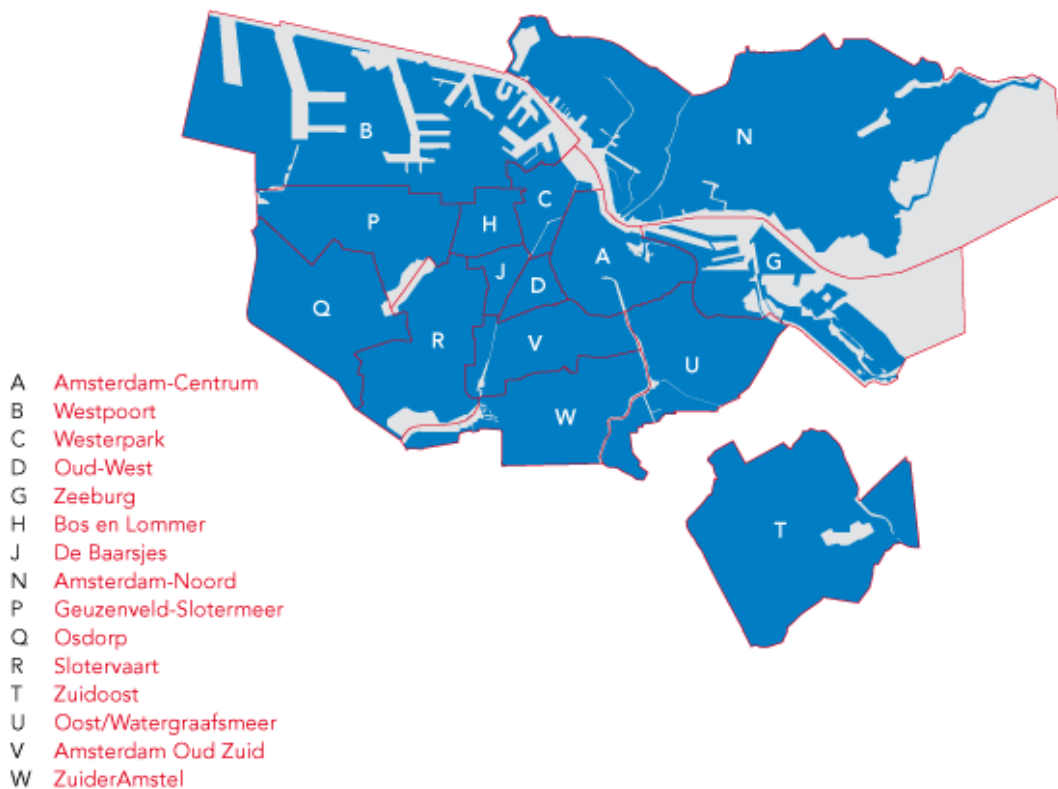 B
N
C
P
H
A
G
J
D
Q
R
V
U
W
T
A Amsterdam-Centrum
B Westpoort
C Westerpark
D Oud-West
G Zeeburg
H Bos en Lommer
J De Baarsjes
N Amsterdam-Noord
P Geuzenveld-Slotermeer
Q Osdorp
R Slotervaart
T Zuidoost
U Oost/Watergraafsmeer
V Amsterdam Oud Zuid
W ZuiderAmstel